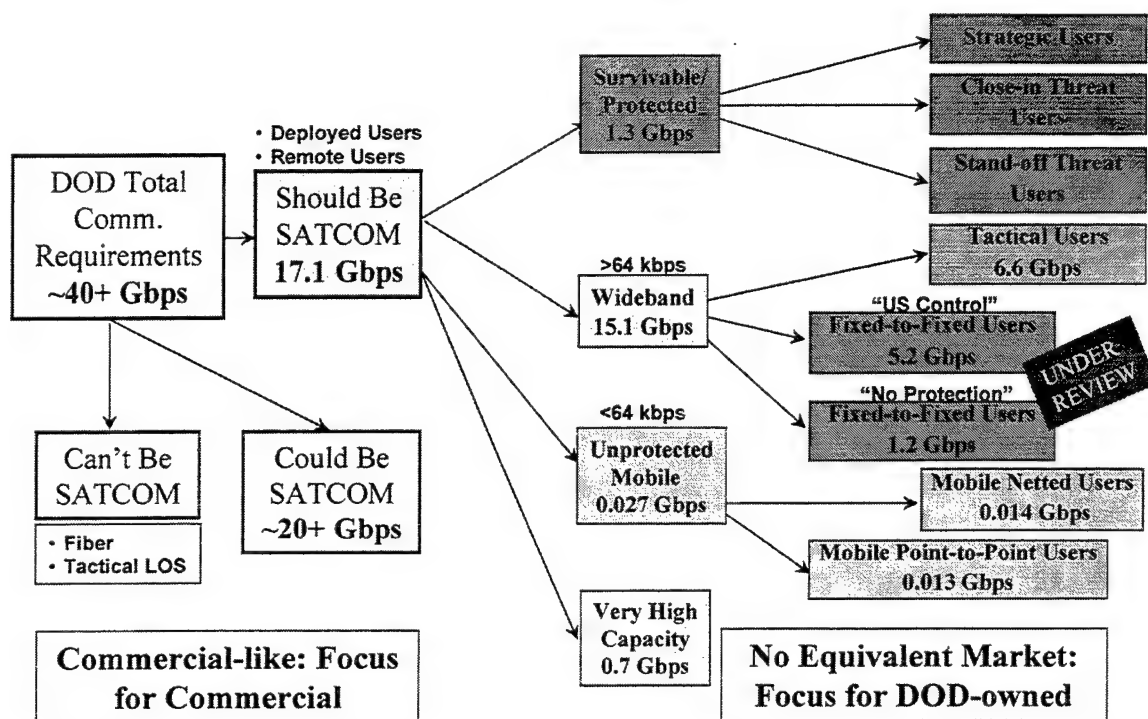 DOD Total
Comm.
Requirements
~40+ Gbps
• Deployed Users
• Remote Users
Should Be
SATCOM
17.1 Gbps
Can't Be
SATCOM
• Fiber
• Tactical LOS
Could Be
SATCOM
~20+ Gbps
Survivable/
Protected
1.3 Gbps
Strategic Users
Close-in Threat
Users
Stand-off Threat
Users
>64 kbps
Wideband
15.1 Gbps
Tactical Users
6.6 Gbps
"US Control"
Fixed-to-Fixed Users
5.2 Gbps
"No Protection"
Fixed-to-Fixed Users
1.2 Gbps
UNDER
REVIEW
<64 kbps
Unprotected
Mobile
0.027 Gbps
Mobile Netted Users
0.014 Gbps
Mobile Point-to-Point Users
0.013 Gbps
Very High
Capacity
0.7 Gbps
Commercial-like: Focus
for Commercial
No Equivalent Market:
Focus for DOD-owned